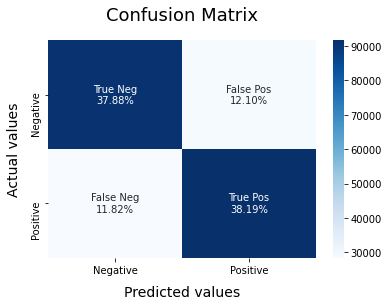 Confusion Matrix
True Neg
37.88%
False Pos
12.10%
False Neg
11.82%
True Pos
38.19%
Actual values
Negative
Positive
Negative
Positive
Predicted values
90000
80000
70000
60000
50000
40000
30000